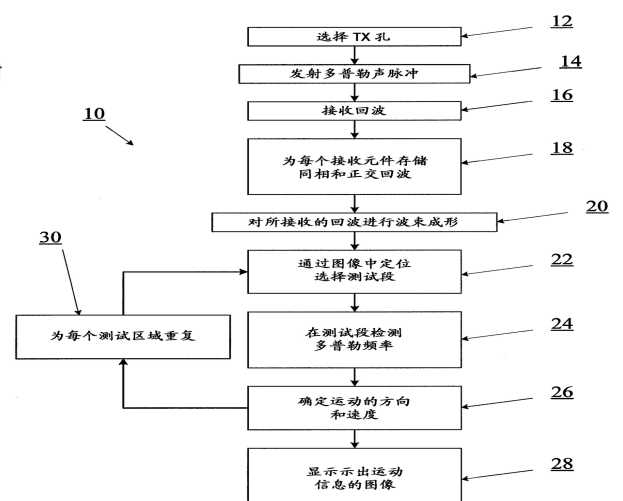 选择 TX 孔
12
发射多普勒声脉冲
14
接收回波
16
10
为每个接收元件存储
同相和正交回波
18
对所接收的回波进行波束成形
20
30
通过图像中定位
选择测试段
22
为每个测试区域重复
在测试段检测
多普勒频率
24
确定运动的方向
和速度
26
显示示出运动
信息的图像
28